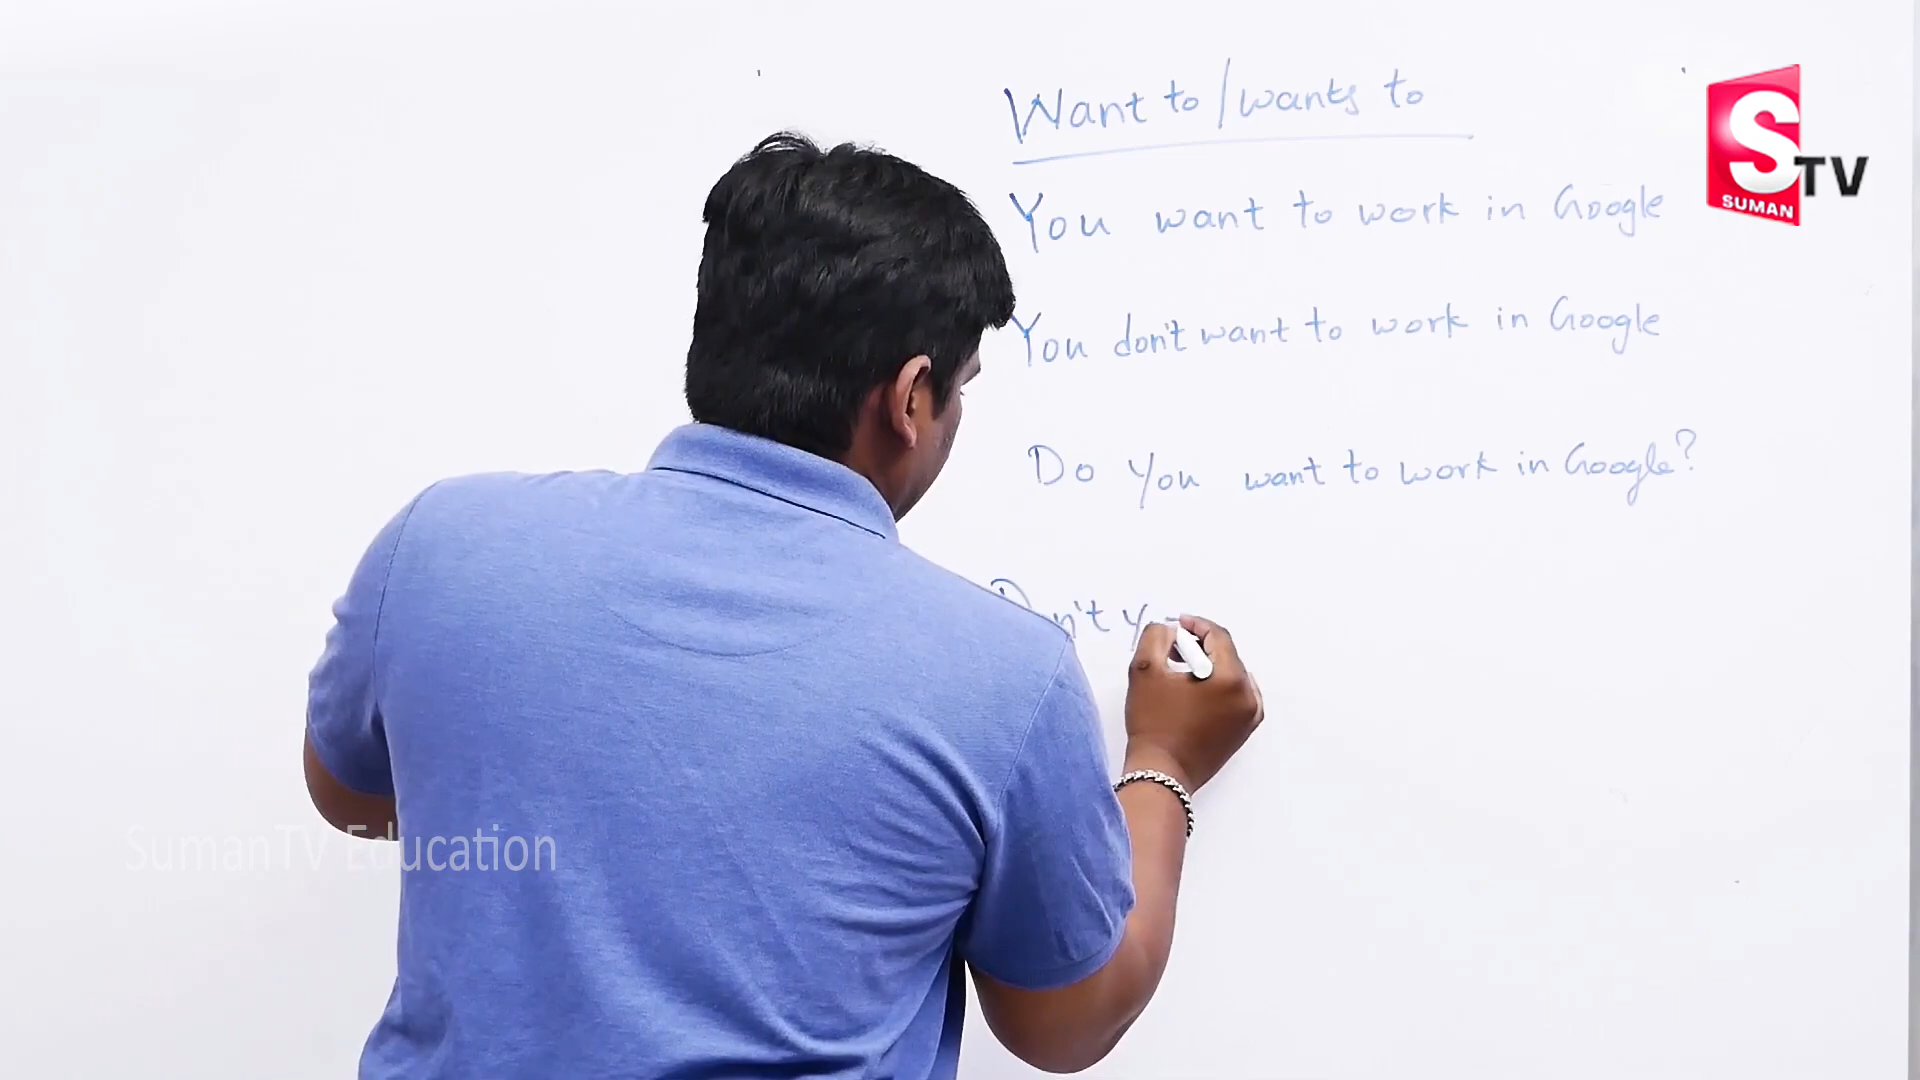 Want to / wants to
You want to work in Google
You don't want to work in Google
Do you want to work in Google?
Don't
S TV
SUMAN
SumanTV Education